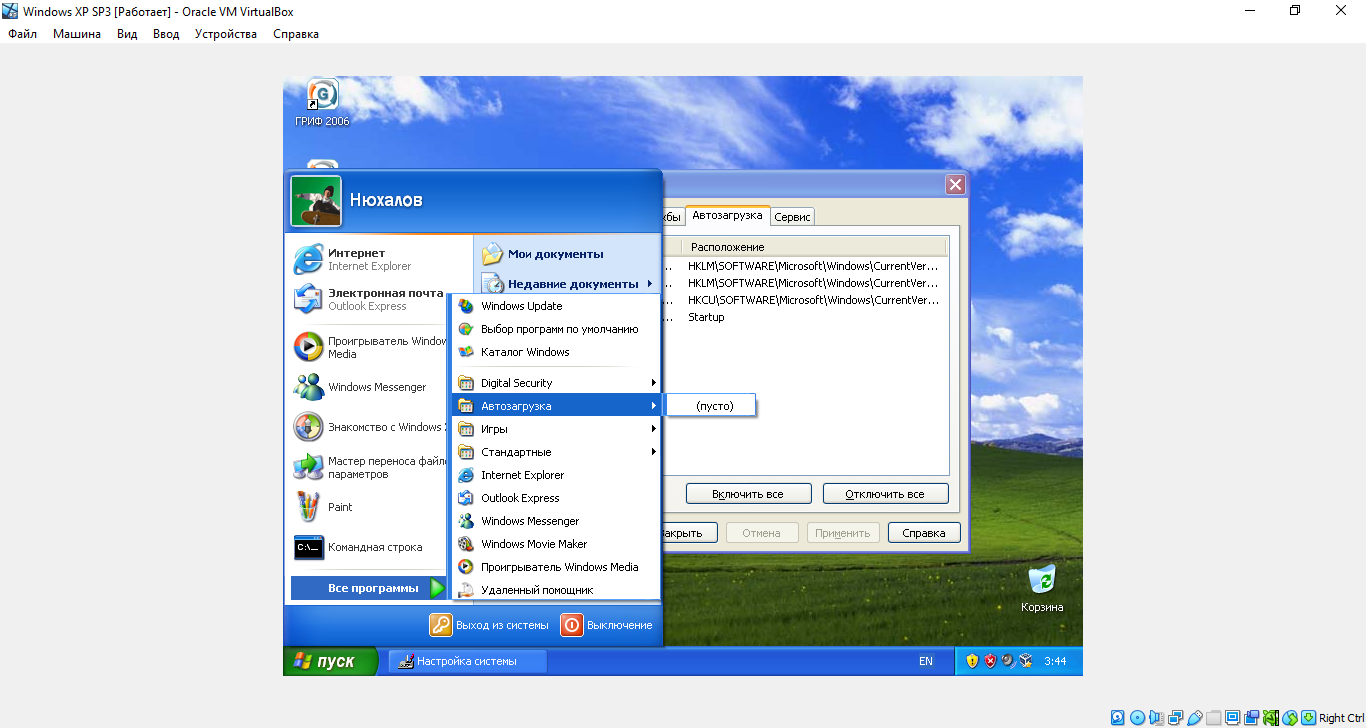 Windows XP SP3 [Работает] - Oracle VM VirtualBox
Файл Машина Вид Ввод Устройства Справка
ГРИФ 2006
Нюхалов
Интернет
Internet Explorer
Электронная почта
Outlook Express
Проигрыватель Window
Media
Windows Messenger
Знакомство с Windows
Мастер переноса файло
параметров
Paint
Командная строка
Все программы
Мои документы
Недавние документы
Windows Update
Выбор программ по умолчанию
Каталог Windows
Digital Security
Автозагрузка
Игры
Стандартные
Internet Explorer
Outlook Express
Windows Messenger
Windows Movie Maker
Проигрыватель Windows Media
Удаленный помощник
(пусто)
Выход из системы
Выключение
жбы Автозагрузка Сервис
Расположение
... HKLM\SOFTWARE\Microsoft\Windows\CurrentVer...
... HKLM\SOFTWARE\Microsoft\Windows\CurrentVer...
... HKCU\SOFTWARE\Microsoft\Windows\CurrentVer...
... Startup
Включить все Отключить все
Закрыть Отмена Применить Справка
Корзина
пуск
Настройка системы
EN
3:44
Right Ctrl